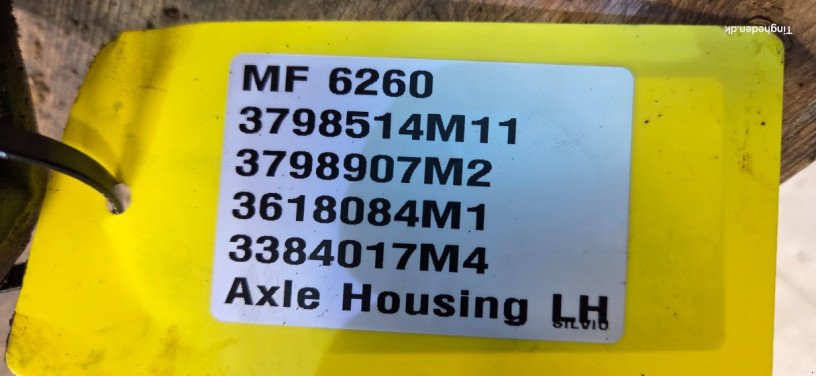 MF 6260
3798514M11
3798907M2
3618084M1
3384017M4
Axle Housing LH
SILVIO
Tingheden.dk